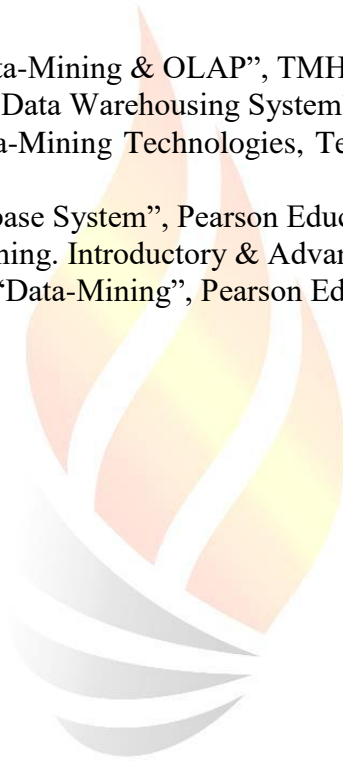 ta-Mining & OLAP”, TMH
Data Warehousing System
a-Mining Technologies, Te
base System”, Pearson Educ
ning. Introductory & Advan
“Data-Mining”, Pearson Ed